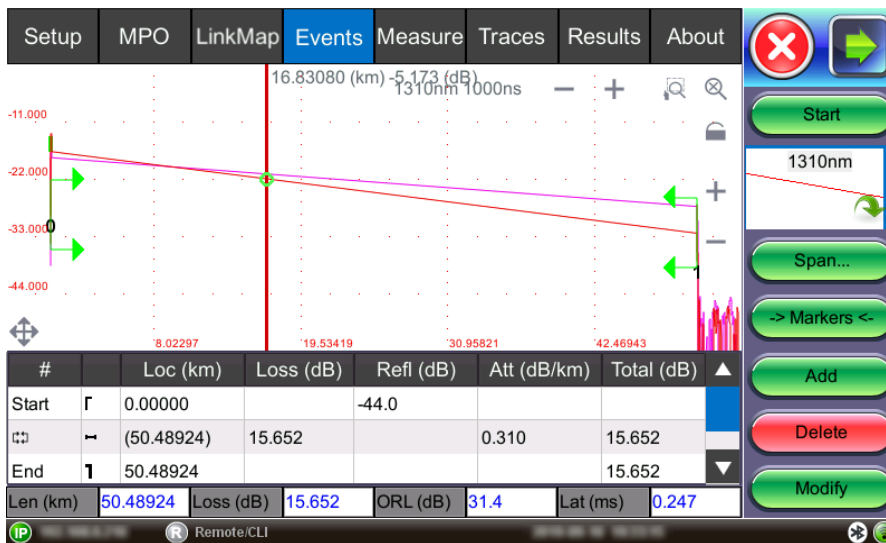 Setup MPO LinkMap Events Measure Traces Results About
16.83080 (km) -5.173 (dB)
1310nm 1000ns
-11.000
-22.000
-33.000
-44.000
0
1
8.02297 19.53419 30.95821 42.46943
# Loc (km) Loss (dB) Refl (dB) Att (dB/km) Total (dB)
Start 0.00000 -44.0
(50.48924) 15.652 0.310 15.652
End 50.48924 15.652
Len (km) 50.48924 Loss (dB) 15.652 ORL (dB) 31.4 Lat (ms) 0.247
IP R Remote/CLI
Start
1310nm
Span...
-> Markers <-
Add
Delete
Modify